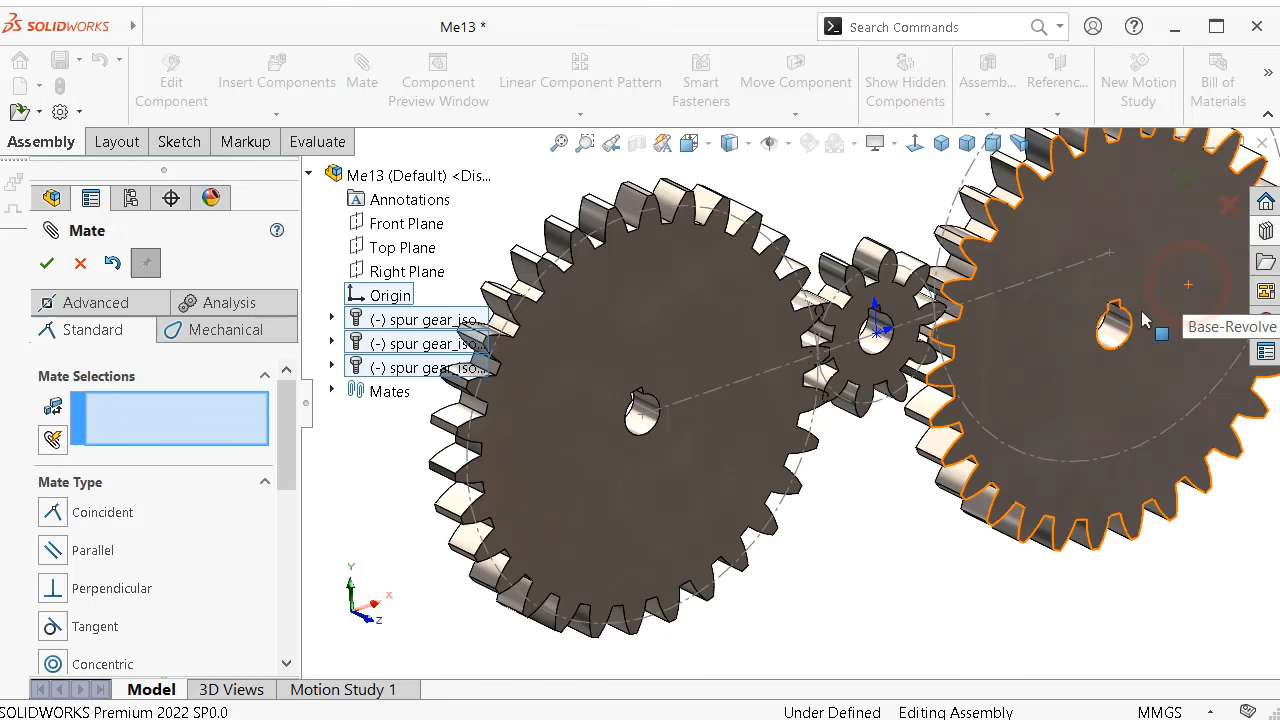 SOLIDWORKS
Me13 *
Search Commands
Edit Component
Insert Components
Mate
Component Preview Window
Linear Component Pattern
Smart Fasteners
Move Component
Show Hidden Components
Assemb...
Referenc...
New Motion Study
Bill of Materials
Assembly
Layout
Sketch
Markup
Evaluate
Me13 (Default) <Dis...
Annotations
Front Plane
Top Plane
Right Plane
Origin
(-) spur gear_iso...
(-) spur gear_iso...
(-) spur gear_iso...
Mates
Mate
Advanced
Analysis
Standard
Mechanical
Mate Selections
Mate Type
Coincident
Parallel
Perpendicular
Tangent
Concentric
Base-Revolve
Y
X
Z
Model
3D Views
Motion Study 1
SOLIDWORKS Premium 2022 SP0.0
Under Defined
Editing Assembly
MMGS